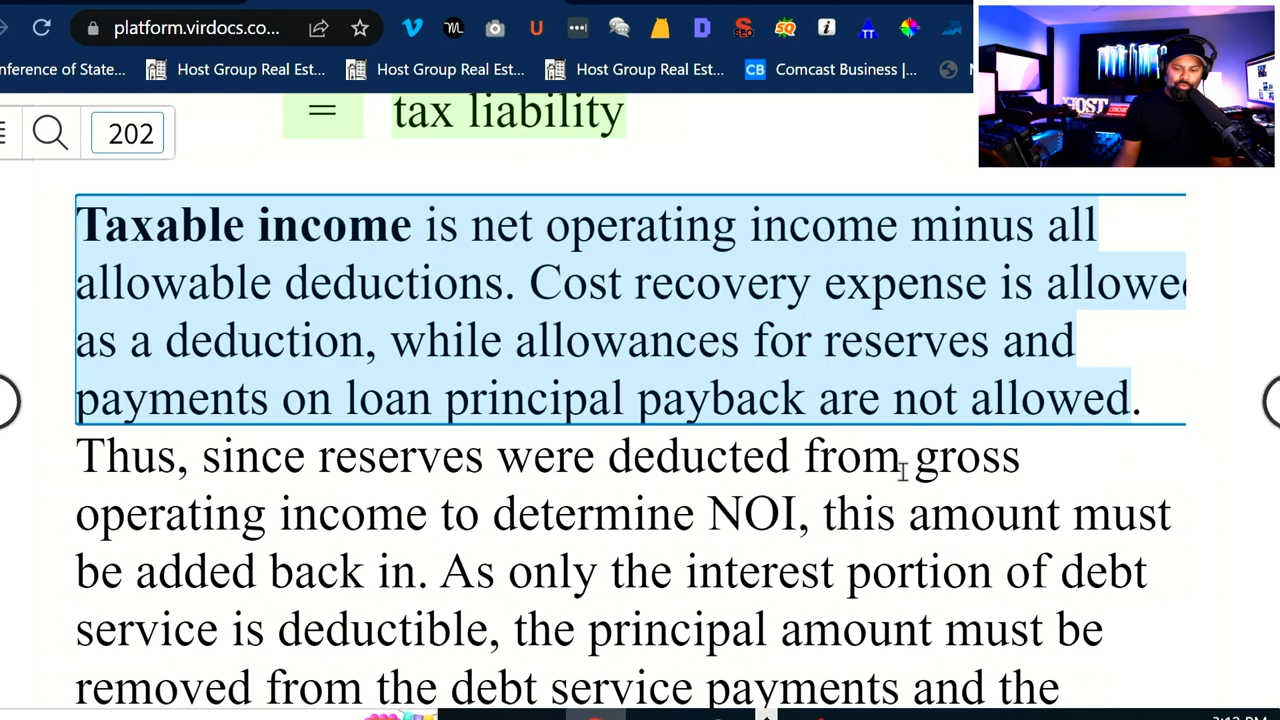 platform.virdocs.co...
nference of State... Host Group Real Est... Host Group Real Est... Host Group Real Est... Comcast Business |...
= tax liability
202
Taxable income is net operating income minus all
allowable deductions. Cost recovery expense is allowed
as a deduction, while allowances for reserves and
payments on loan principal payback are not allowed.
Thus, since reserves were deducted from gross
operating income to determine NOI, this amount must
be added back in. As only the interest portion of debt
service is deductible, the principal amount must be
removed from the debt service payments and the